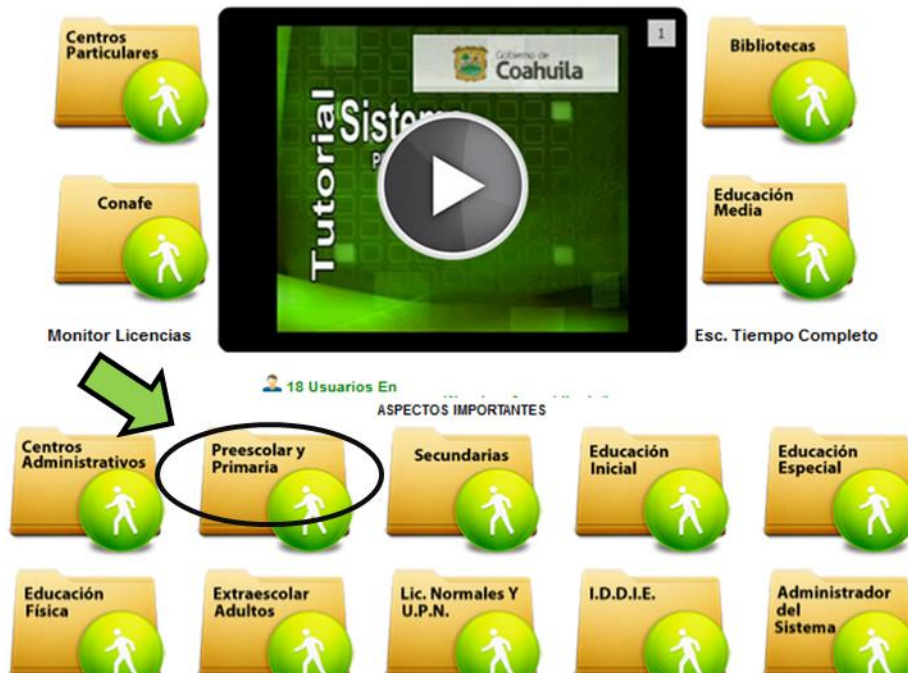 Centros
Particulares
Conafe
Monitor Licencias
1
Gobierno de
Coahuila
Tutorial
Bibliotecas
Educación
Media
Esc. Tiempo Completo
18 Usuarios En
ASPECTOS IMPORTANTES
Centros
Administrativos
Preescolar y
Primaria
Secundarias
Educación
Inicial
Educación
Especial
Educación
Física
Extraescolar
Adultos
Lic. Normales Y
U.P.N.
I.D.D.I.E.
Administrador
del
Sistema